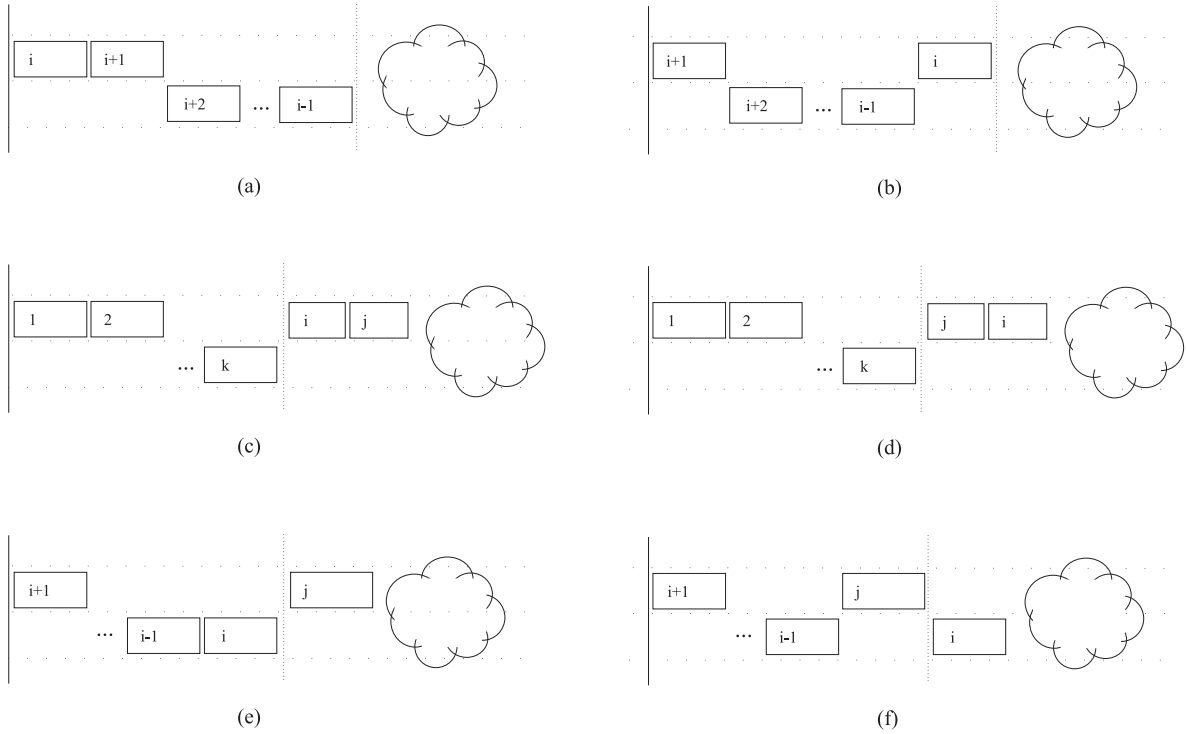 i i+1 i+2 ... i-1
i+1 i+2 ... i-1 i
(a) (b)
1 2 ... k i j
1 2 ... k j i
(c) (d)
i+1 ... i-1 i j
i+1 ... i-1 j i
(e) (f)